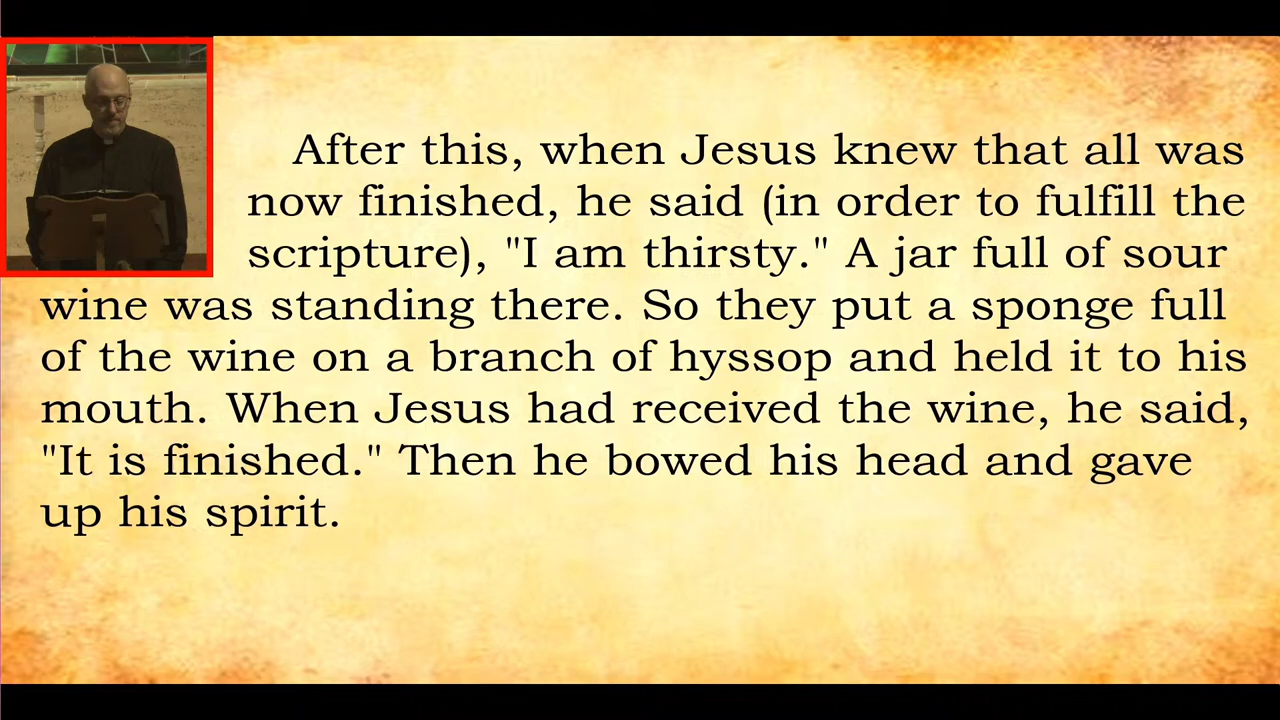 After this, when Jesus knew that all was
now finished, he said (in order to fulfill the
scripture), "I am thirsty." A jar full of sour
wine was standing there. So they put a sponge full
of the wine on a branch of hyssop and held it to his
mouth. When Jesus had received the wine, he said,
"It is finished." Then he bowed his head and gave
up his spirit.